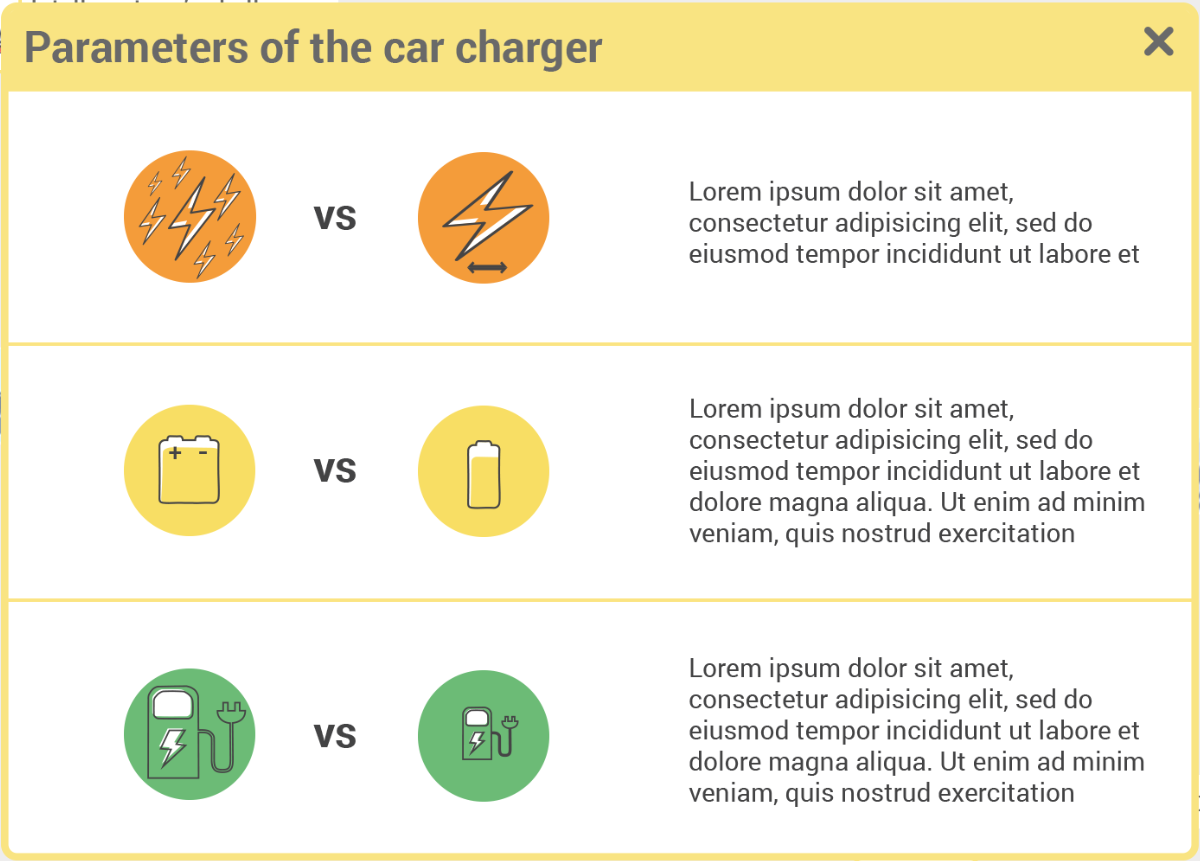 Parameters of the car charger
vs
Lorem ipsum dolor sit amet,
consectetur adipisicing elit, sed do
eiusmod tempor incididunt ut labore et
+ -
vs
Lorem ipsum dolor sit amet,
consectetur adipisicing elit, sed do
eiusmod tempor incididunt ut labore et
dolore magna aliqua. Ut enim ad minim
veniam, quis nostrud exercitation
vs
Lorem ipsum dolor sit amet,
consectetur adipisicing elit, sed do
eiusmod tempor incididunt ut labore et
dolore magna aliqua. Ut enim ad minim
veniam, quis nostrud exercitation